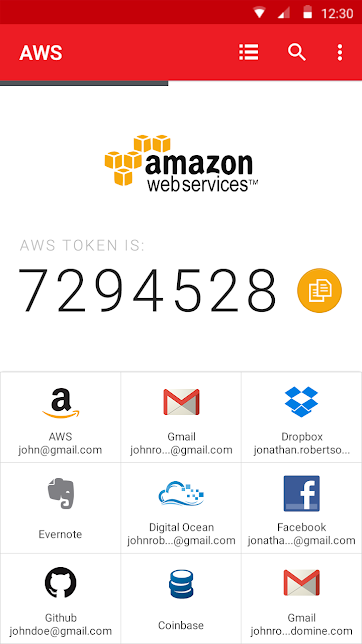 12:30
AWS
amazon
webservices™
AWS TOKEN IS:
7294528
AWS
john@gmail.com
Gmail
johnro...@gmail.com
Dropbox
jonathan.robertso...
Evernote
Digital Ocean
johnrob...@gmail.com
Facebook
jonatha...@gmail.com
Github
johndoe@gmail.com
Coinbase
Gmail
johnro...domine.com